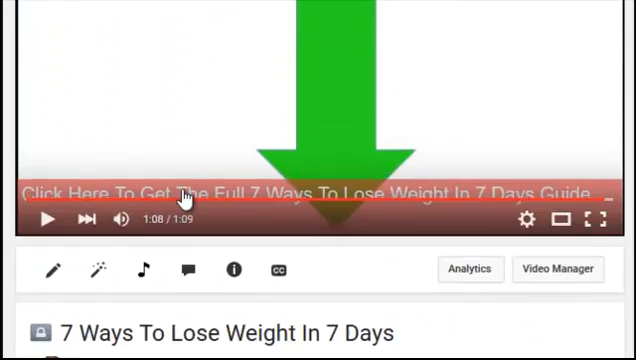 Click Here To Get The Full 7 Ways To Lose Weight In 7 Days Guide
1:08 / 1:09
CC
Analytics
Video Manager
7 Ways To Lose Weight In 7 Days